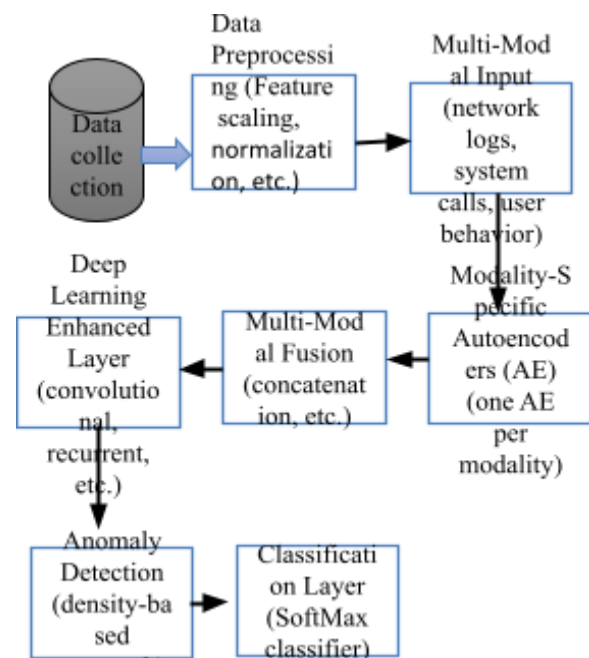 Data
colle
ction
Data
Preprocessi
ng (Feature
scaling,
normalizati
on, etc.)
Multi-Mod
al Input
(network
logs,
system
calls, user
behavior)
Modality-S
pecific
Autoencod
ers (AE)
(one AE
per
modality)
Multi-Mod
al Fusion
(concatenat
ion, etc.)
Deep
Learning
Enhanced
Layer
(convolutio
nal,
recurrent,
etc.)
Anomaly
Detection
(density-ba
sed
Classificati
on Layer
(SoftMax
classifier)